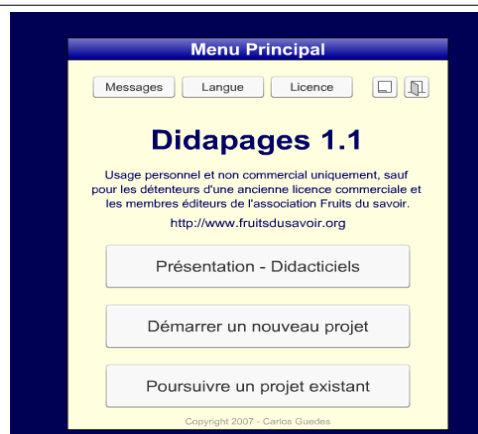 Menu Principal
Messages Langue Licence
Didapages 1.1
Usage personnel et non commercial uniquement, sauf
pour les détenteurs d'une ancienne licence commerciale et
les membres éditeurs de l'association Fruits du savoir.
http://www.fruitsdusavoir.org
Présentation - Didacticiels
Démarrer un nouveau projet
Poursuivre un projet existant
Copyright 2007 - Carlos Guedes